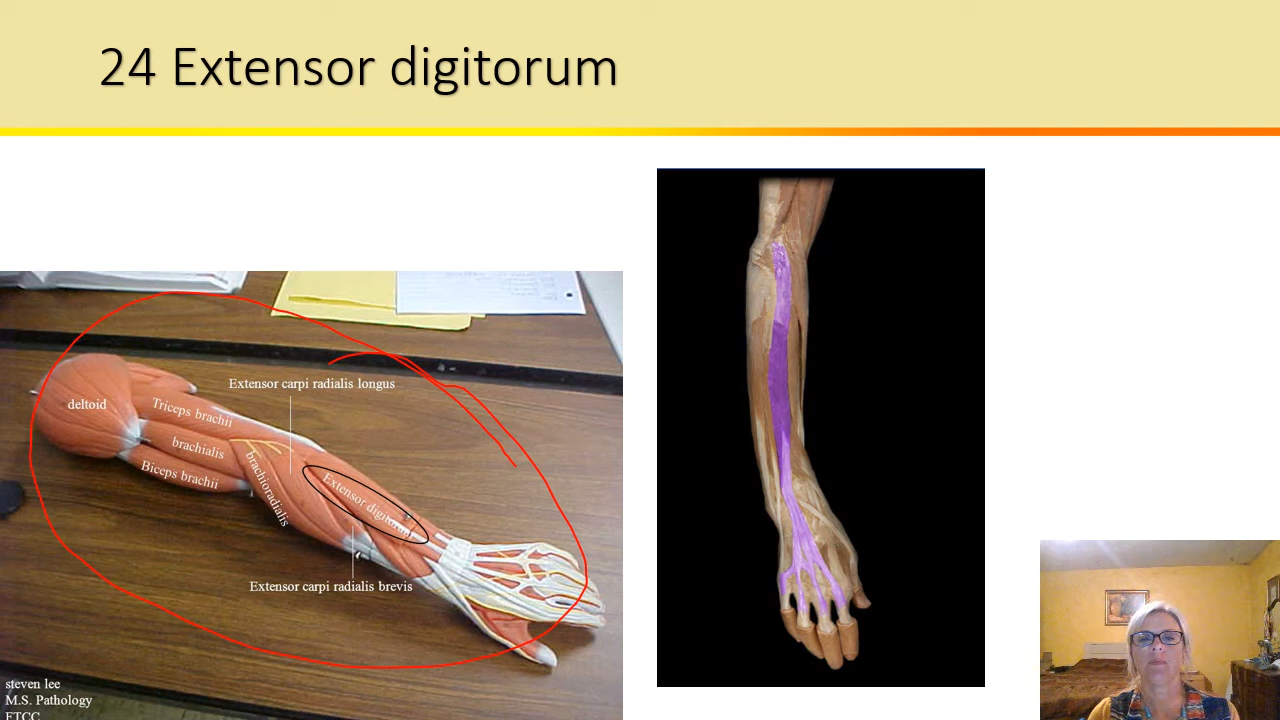 24 Extensor digitorum
Extensor carpi radialis longus
deltoid
Triceps brachii
brachialis
Biceps brachii
brachioradialis
Extensor digitorum
Extensor carpi radialis brevis
steven lee
M.S. Pathology
FTCC